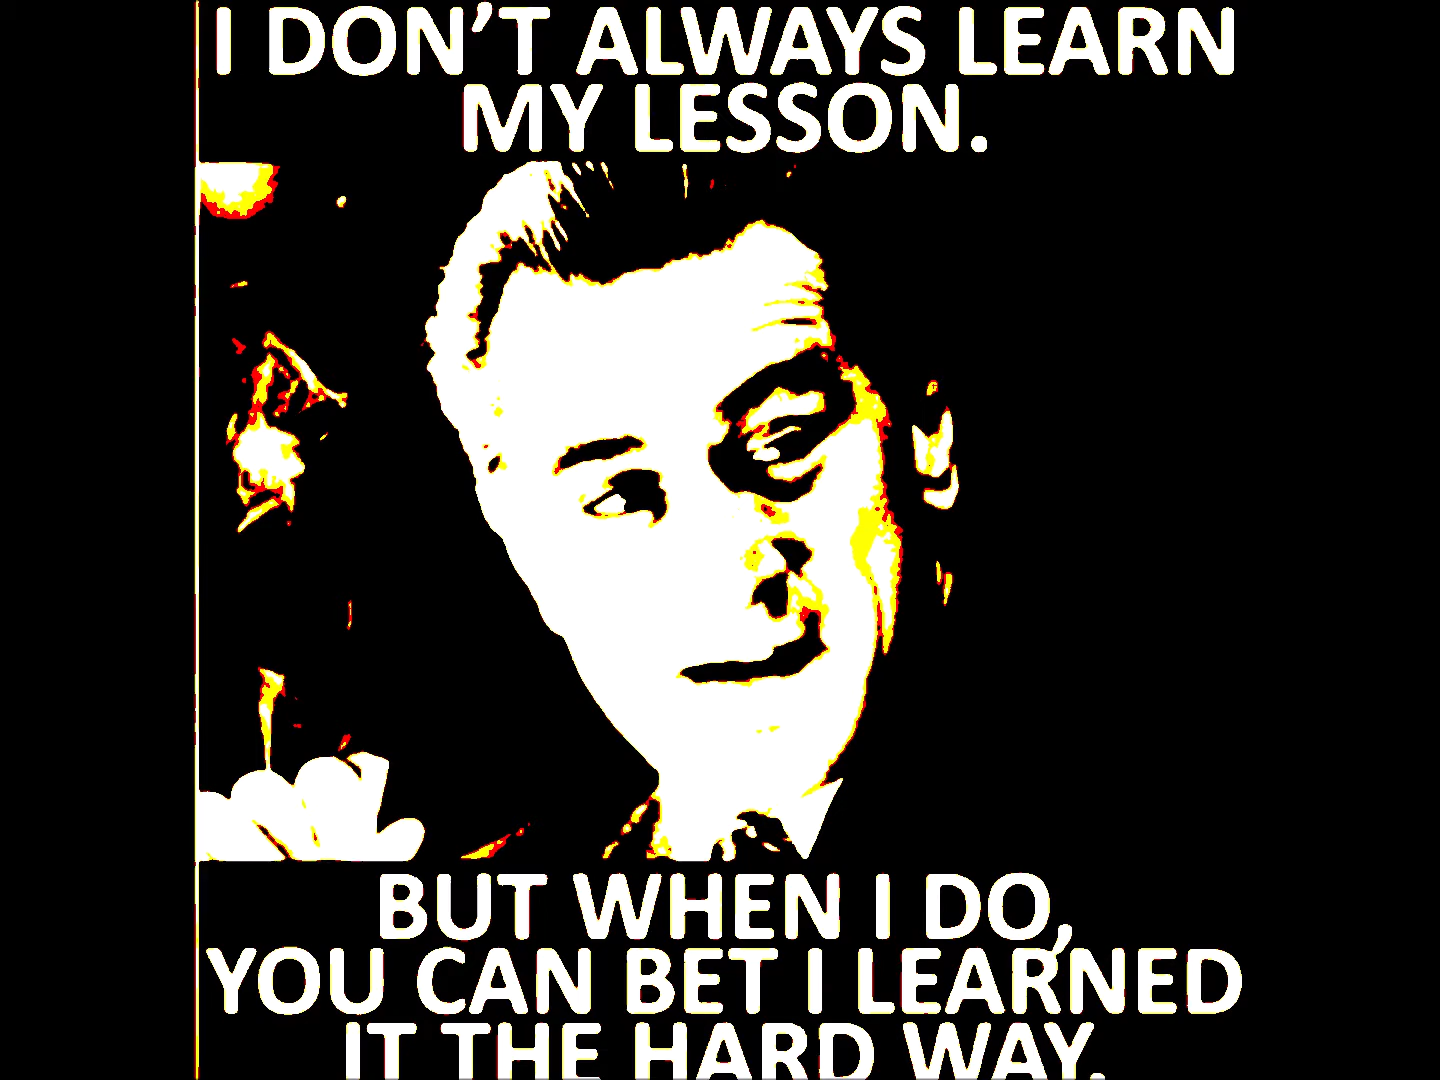 I DON’T ALWAYS LEARN
MY LESSON.
BUT WHEN I DO,
YOU CAN BET I LEARNED
IT THE HARD WAY.